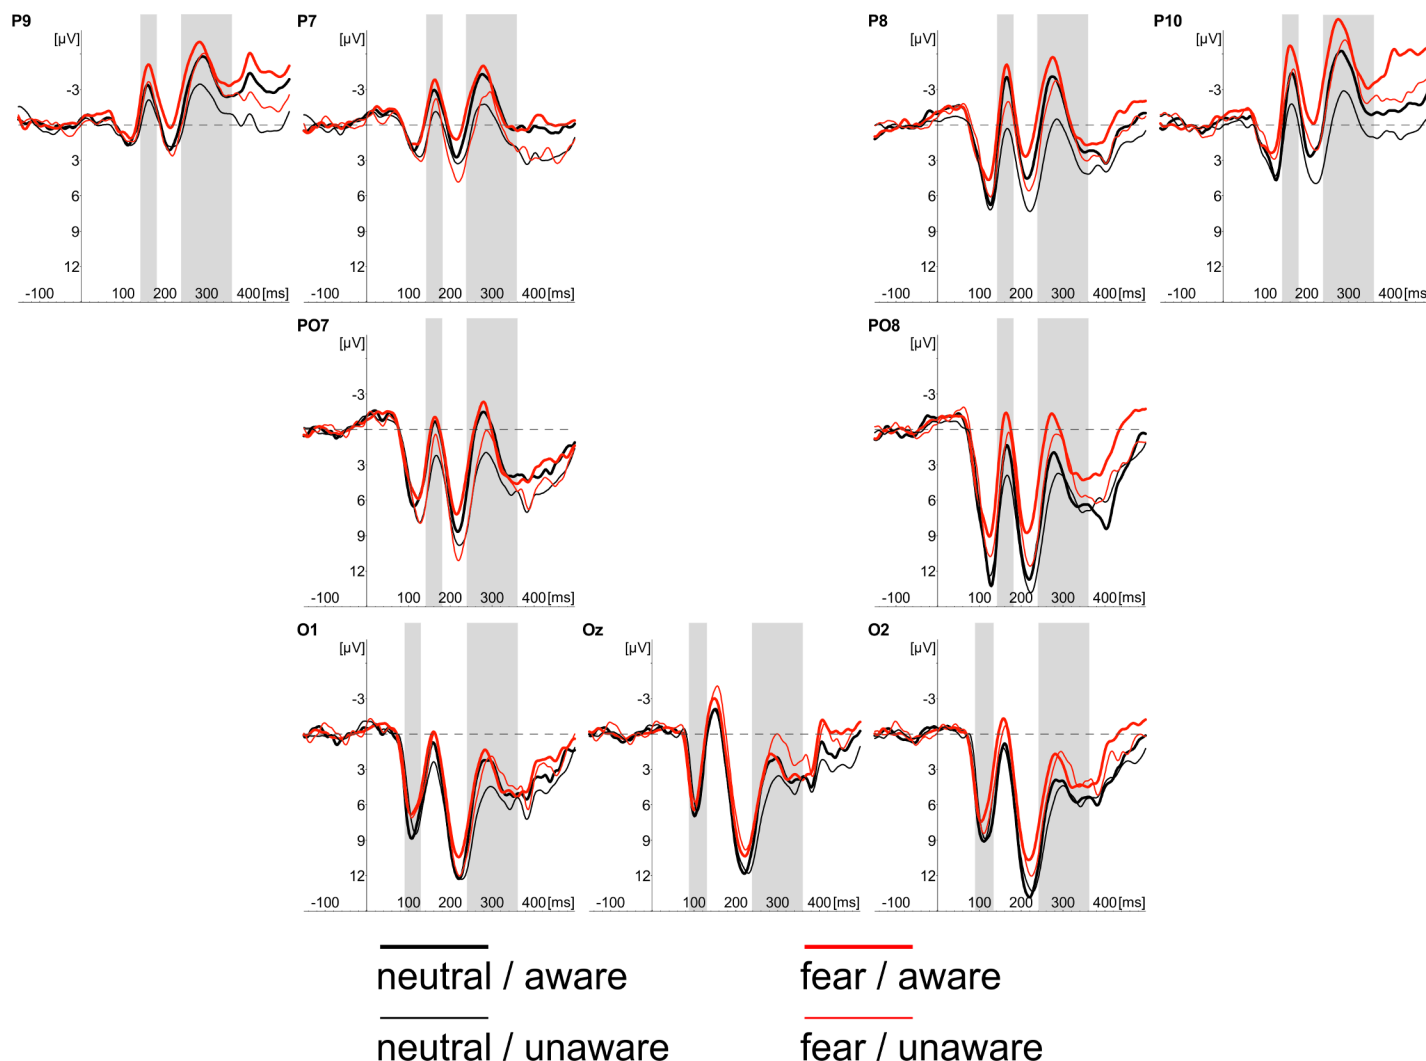 P9
[µV]
-3
3
6
9
12
-100 100 200 300 400 [ms]
P7
[µV]
-3
3
6
9
12
-100 100 200 300 400 [ms]
P8
[µV]
-3
3
6
9
12
-100 100 200 300 400 [ms]
P10
[µV]
-3
3
6
9
12
-100 100 200 300 400 [ms]
PO7
[µV]
-3
3
6
9
12
-100 100 200 300 400 [ms]
PO8
[µV]
-3
3
6
9
12
-100 100 200 300 400 [ms]
O1
[µV]
-3
3
6
9
12
-100 100 200 300 400 [ms]
Oz
[µV]
-3
3
6
9
12
100 200 300 400
O2
[µV]
-3
3
6
9
12
-100 100 200 300 400 [ms]
neutral / aware
fear / aware
neutral / unaware
fear / unaware